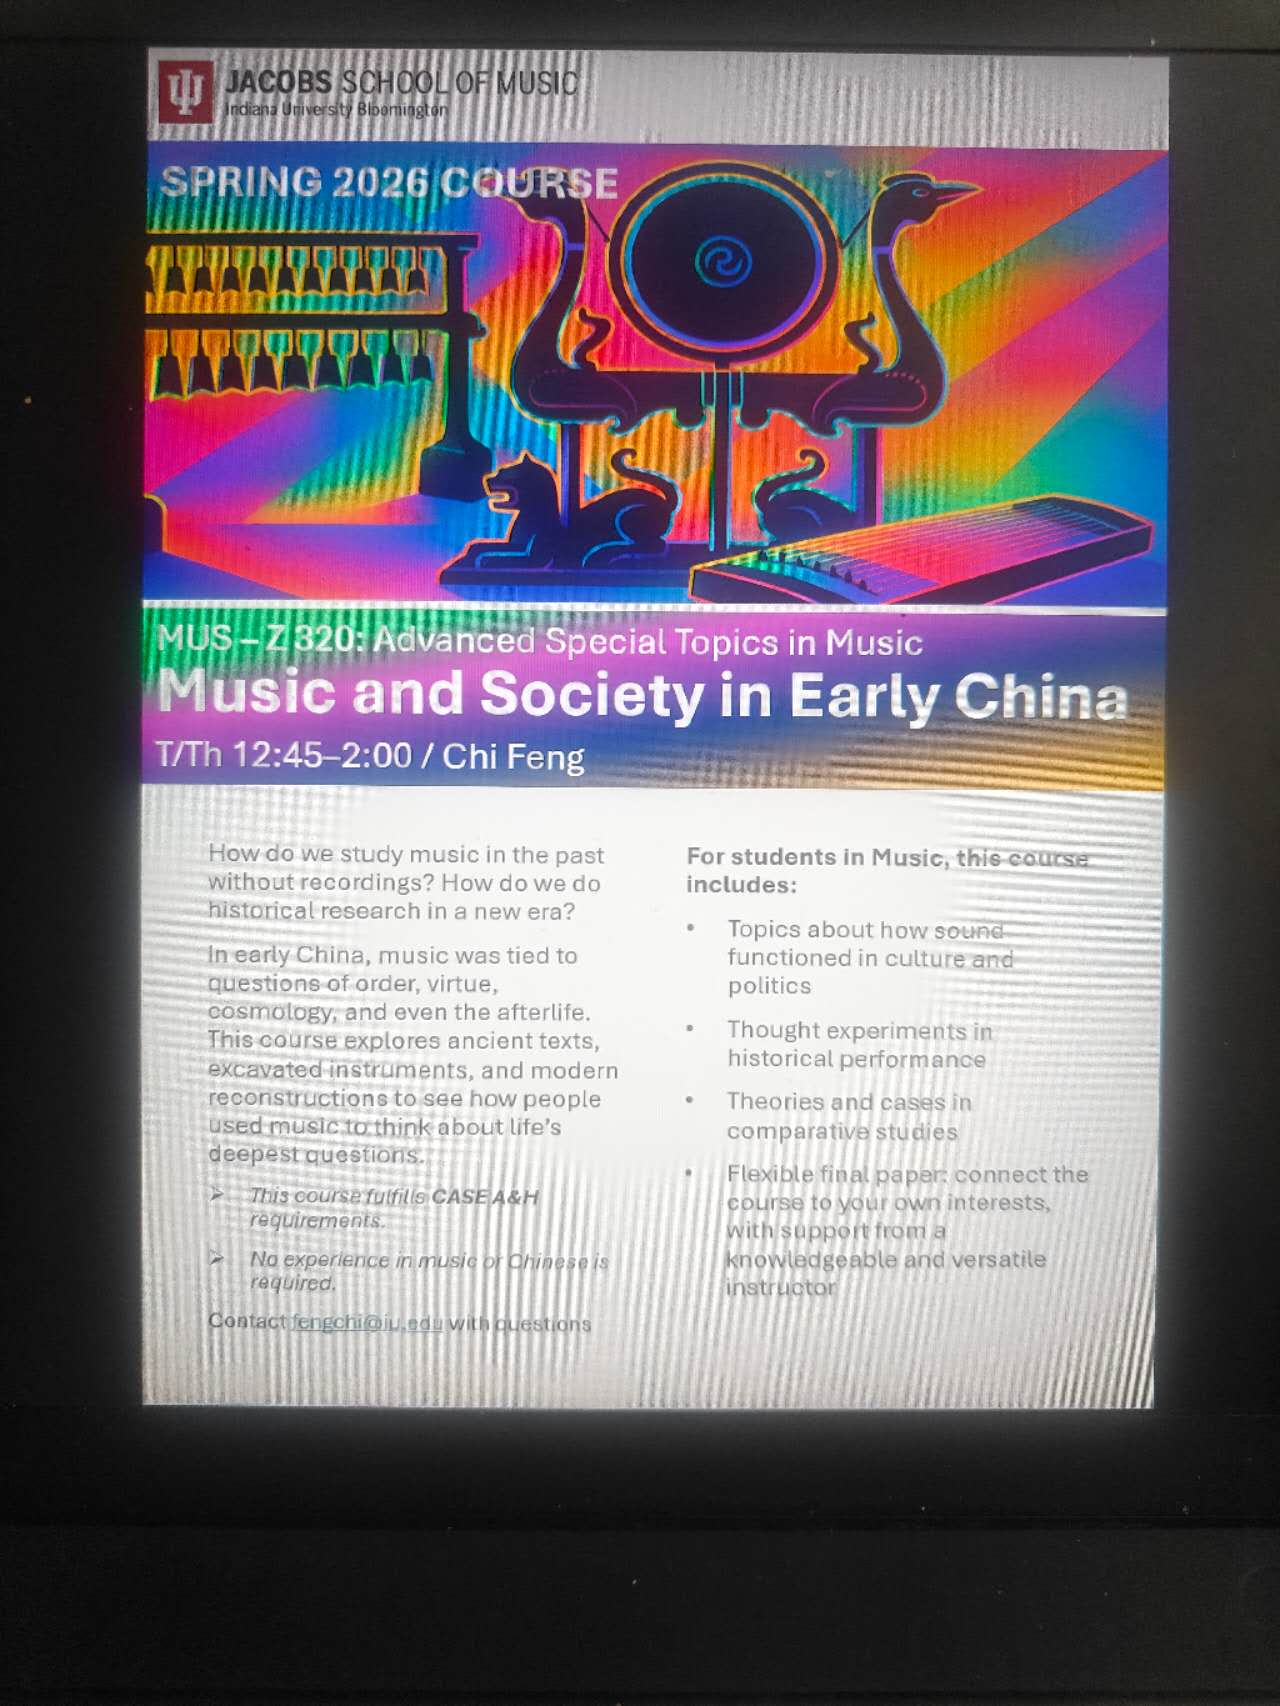 JACOBS SCHOOL OF MUSIC
Indiana University Bloomington
SPRING 2026 COURSE
MUS – Z 320: Advanced Special Topics in Music
Music and Society in Early China
T/Th 12:45–2:00 / Chi Feng
How do we study music in the past
without recordings? How do we do
historical research in a new era?
In early China, music was tied to
questions of order, virtue,
cosmology, and even the afterlife.
This course explores ancient texts,
excavated instruments, and modern
reconstructions to see how people
used music to think about life's
deepest questions.
➢ This course fulfills CASE A&H
requirements.
➢ No experience in music or Chinese is
required.
Contact fengchi@iu.edu with questions
For students in Music, this course
includes:
• Topics about how sound
functioned in culture and
politics
• Thought experiments in
historical performance
• Theories and cases in
comparative studies
• Flexible final paper: connect the
course to your own interests,
with support from a
knowledgeable and versatile
instructor